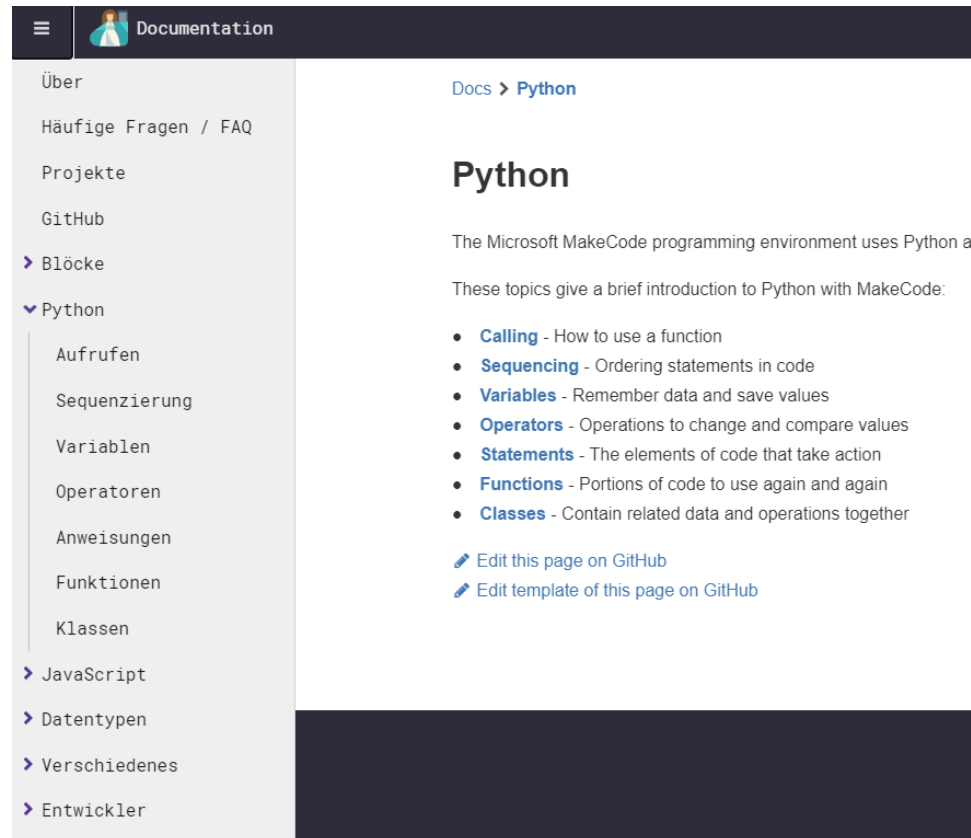 Documentation
Über
Häufige Fragen / FAQ
Projekte
GitHub
Blöcke
Python
Aufrufen
Sequenzierung
Variablen
Operatoren
Anweisungen
Funktionen
Klassen
JavaScript
Datentypen
Verschiedenes
Entwickler
Docs > Python
Python
The Microsoft MakeCode programming environment uses Python a
These topics give a brief introduction to Python with MakeCode:
• Calling - How to use a function
• Sequencing - Ordering statements in code
• Variables - Remember data and save values
• Operators - Operations to change and compare values
• Statements - The elements of code that take action
• Functions - Portions of code to use again and again
• Classes - Contain related data and operations together
Edit this page on GitHub
Edit template of this page on GitHub